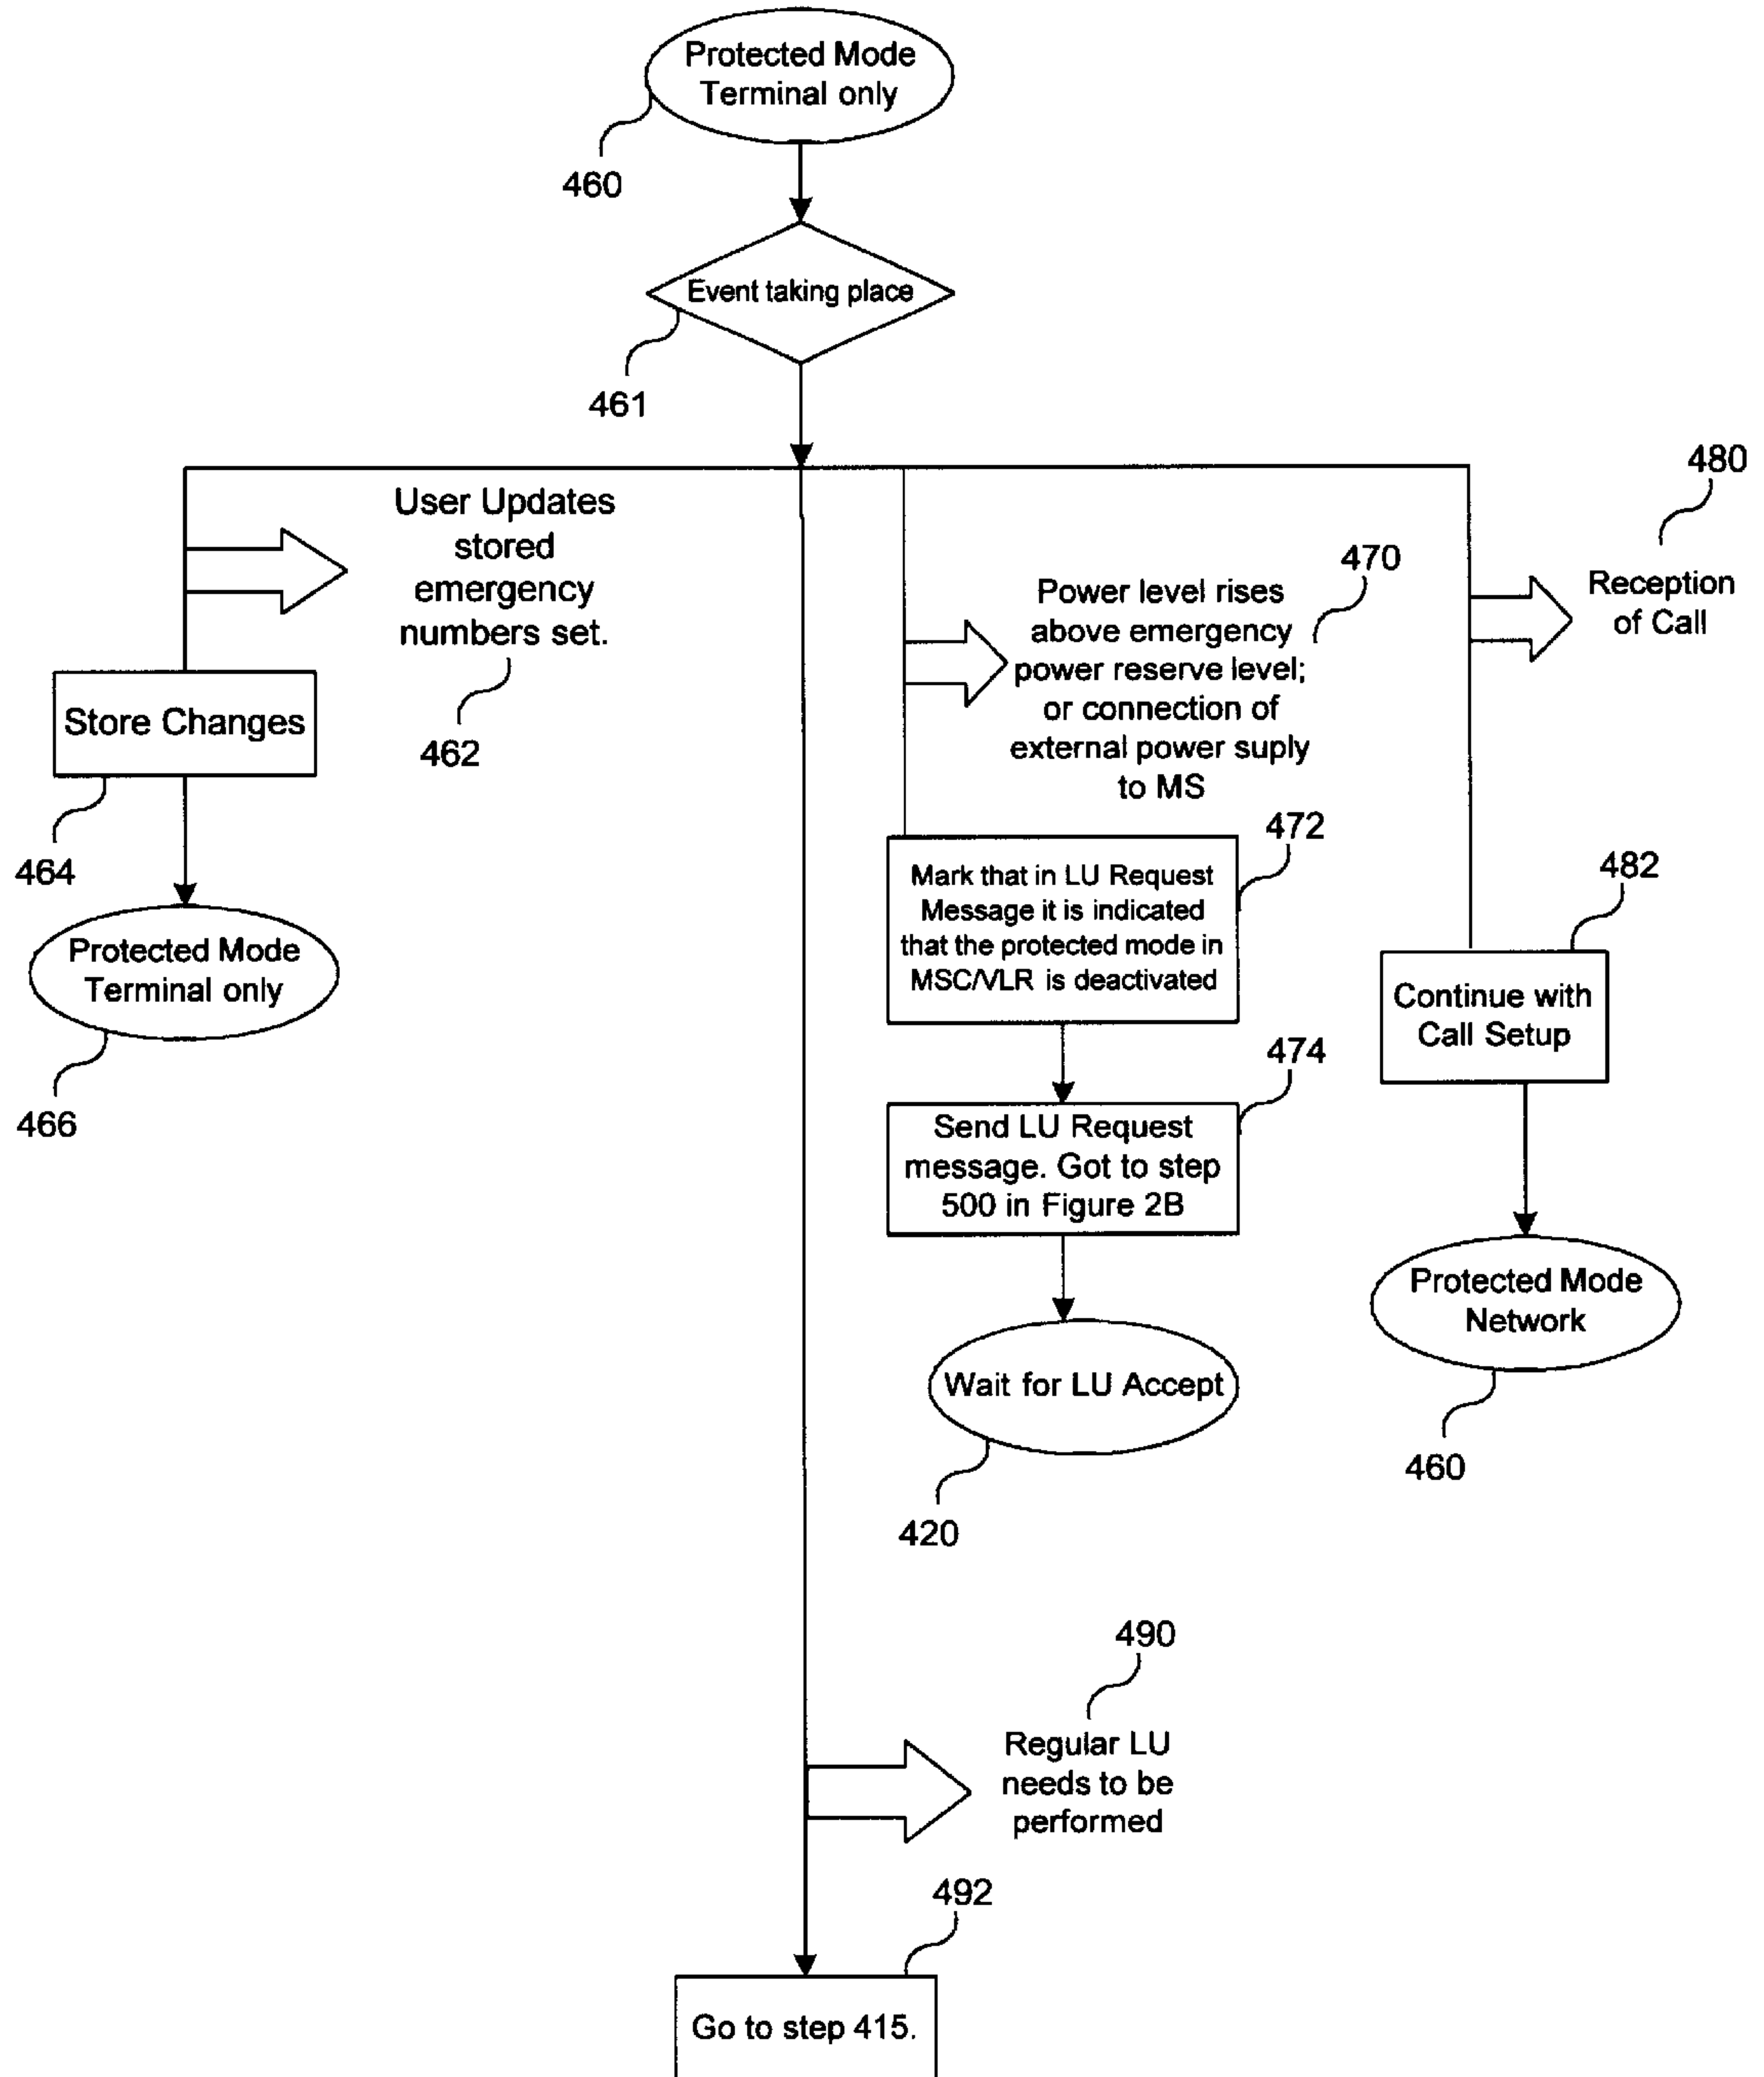 Protected Mode
Terminal only
460
Event taking place
461
User Updates
stored
emergency
numbers set.
462
Store Changes
464
Protected Mode
Terminal only
466
470
Power level rises
above emergency
power reserve level;
or connection of
external power suply
to MS
472
Mark that in LU Request
Message it is indicated
that the protected mode in
MSC/VLR is deactivated
474
Send LU Request
message. Got to step
500 in Figure 2B
Wait for LU Accept
420
480
Reception
of Call
482
Continue with
Call Setup
Protected Mode
Network
460
490
Regular LU
needs to be
performed
492
Go to step 415.